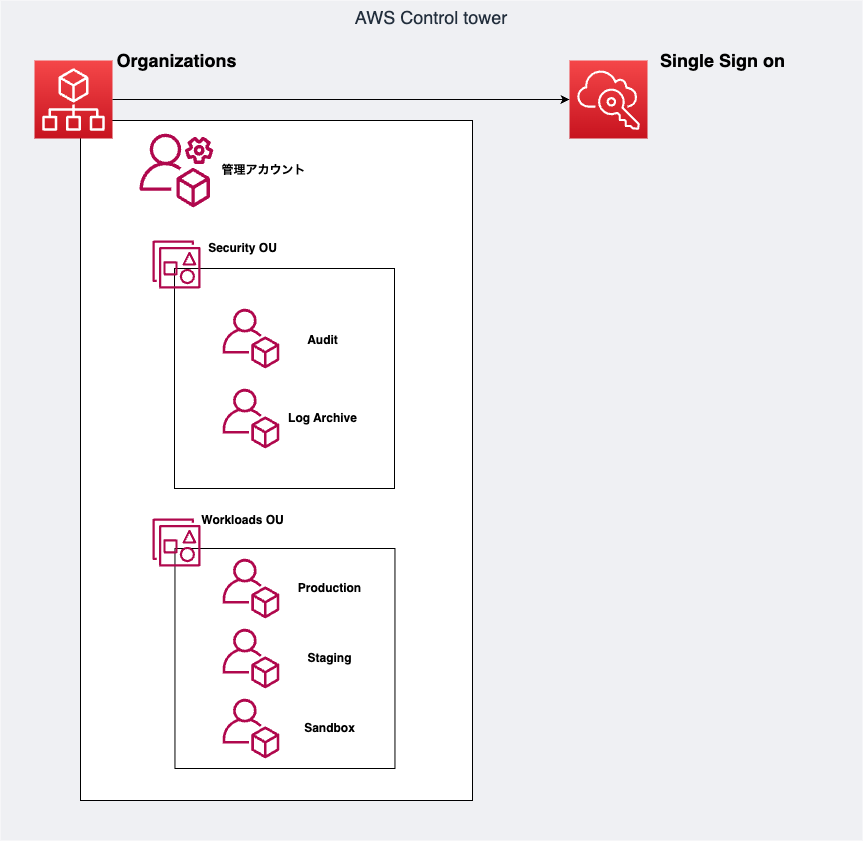 AWS Control tower
Organizations
Single Sign on
管理アカウント
Security OU
Audit
Log Archive
Workloads OU
Production
Staging
Sandbox